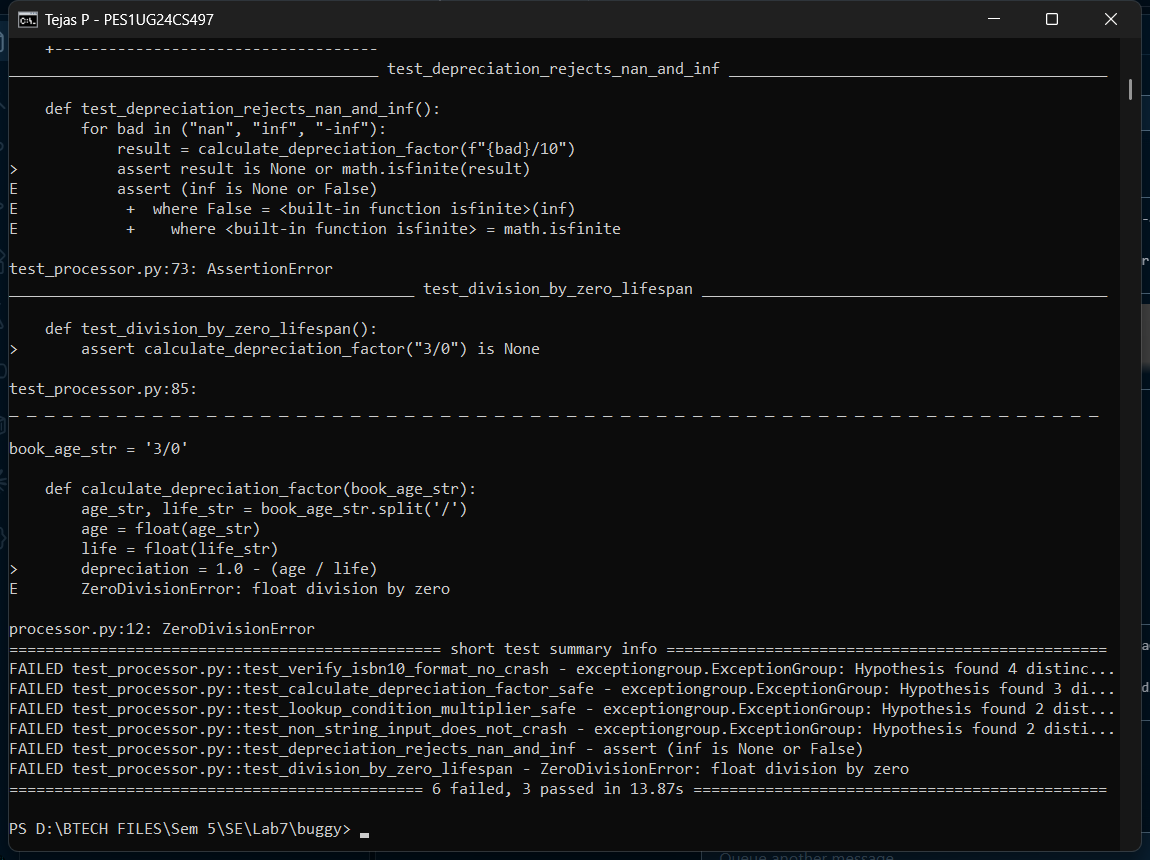 Tejas P - PES1UG24CS497
+------------------------------------
test_depreciation_rejects_nan_and_inf
def test_depreciation_rejects_nan_and_inf():
for bad in ("nan", "inf", "-inf"):
result = calculate_depreciation_factor(f"{bad}/10")
> assert result is None or math.isfinite(result)
E assert (inf is None or False)
E + where False = <built-in function isfinite>(inf)
E + where <built-in function isfinite> = math.isfinite
test_processor.py:73: AssertionError
test_division_by_zero_lifespan
def test_division_by_zero_lifespan():
> assert calculate_depreciation_factor("3/0") is None
test_processor.py:85:
_ _ _ _ _ _ _ _ _ _ _ _ _ _ _ _ _ _ _ _ _ _ _ _ _ _ _ _ _ _ _ _ _ _ _ _ _ _ _ _ _ _ _ _ _ _ _ _ _ _ _ _ _ _ _ _ _ _ _ _ _
book_age_str = '3/0'
def calculate_depreciation_factor(book_age_str):
age_str, life_str = book_age_str.split('/')
age = float(age_str)
life = float(life_str)
> depreciation = 1.0 - (age / life)
E ZeroDivisionError: float division by zero
processor.py:12: ZeroDivisionError
================================================ short test summary info =================================================
FAILED test_processor.py::test_verify_isbn10_format_no_crash - exceptiongroup.ExceptionGroup: Hypothesis found 4 distinc...
FAILED test_processor.py::test_calculate_depreciation_factor_safe - exceptiongroup.ExceptionGroup: Hypothesis found 3 di...
FAILED test_processor.py::test_lookup_condition_multiplier_safe - exceptiongroup.ExceptionGroup: Hypothesis found 2 dist...
FAILED test_processor.py::test_non_string_input_does_not_crash - exceptiongroup.ExceptionGroup: Hypothesis found 2 disti...
FAILED test_processor.py::test_depreciation_rejects_nan_and_inf - assert (inf is None or False)
FAILED test_processor.py::test_division_by_zero_lifespan - ZeroDivisionError: float division by zero
============================================== 6 failed, 3 passed in 13.87s ==============================================
PS D:\BTECH FILES\Sem 5\SE\Lab7\buggy>
Queue another message